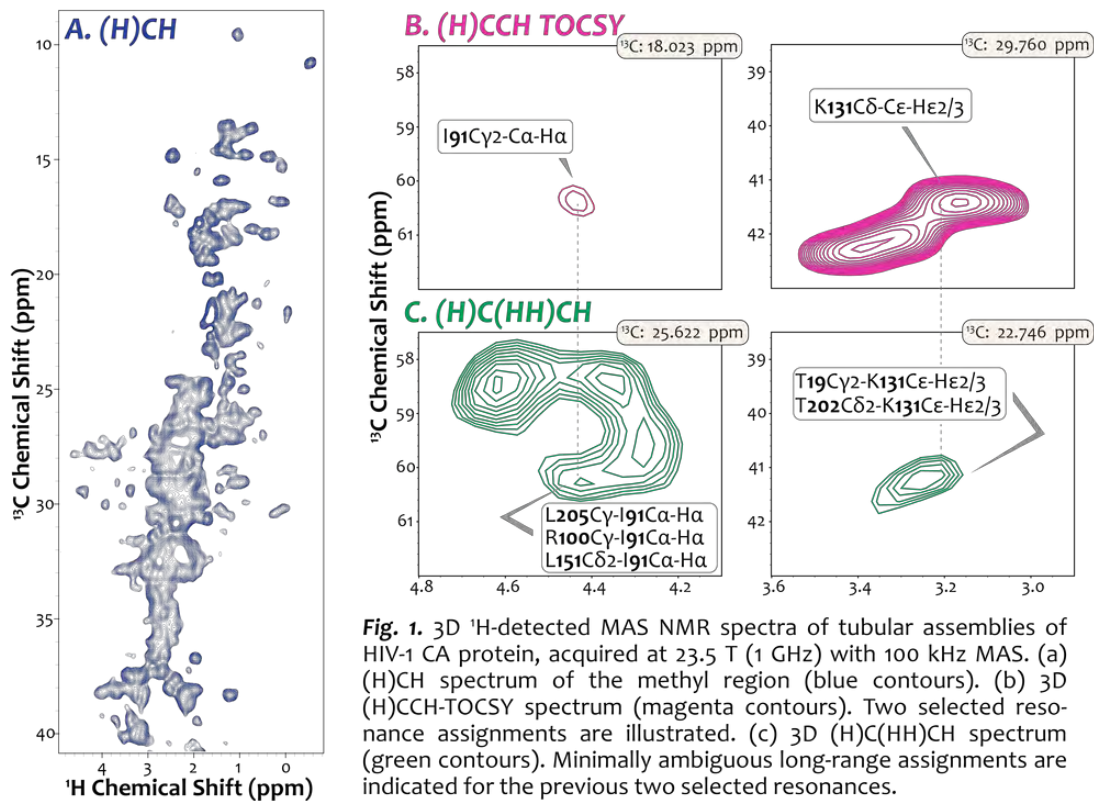 A. (H)CH
10
15
20
25
30
35
40
¹³C Chemical Shift (ppm)
4 3 2 1 0
¹H Chemical Shift (ppm)
B. (H)CCH TOCSY
¹³C: 18.023 ppm
58
59
60
61
I91Cγ2-Cα-Hα
¹³C: 29.760 ppm
39
40
41
42
K131Cδ-Cε-Hε2/3
¹³C Chemical Shift (ppm)
C. (H)C(HH)CH
¹³C: 25.622 ppm
58
59
60
61
L205Cγ-I91Cα-Hα
R100Cγ-I91Cα-Hα
L151Cδ2-I91Cα-Hα
4.8 4.6 4.4 4.2
¹³C: 22.746 ppm
39
40
41
42
T19Cγ2-K131Cε-Hε2/3
T202Cδ2-K131Cε-Hε2/3
3.6 3.4 3.2 3.0
Fig. 1. 3D ¹H-detected MAS NMR spectra of tubular assemblies of
HIV-1 CA protein, acquired at 23.5 T (1 GHz) with 100 kHz MAS. (a)
(H)CH spectrum of the methyl region (blue contours). (b) 3D
(H)CCH-TOCSY spectrum (magenta contours). Two selected reso-
nance assignments are illustrated. (c) 3D (H)C(HH)CH spectrum
(green contours). Minimally ambiguous long-range assignments are
indicated for the previous two selected resonances.